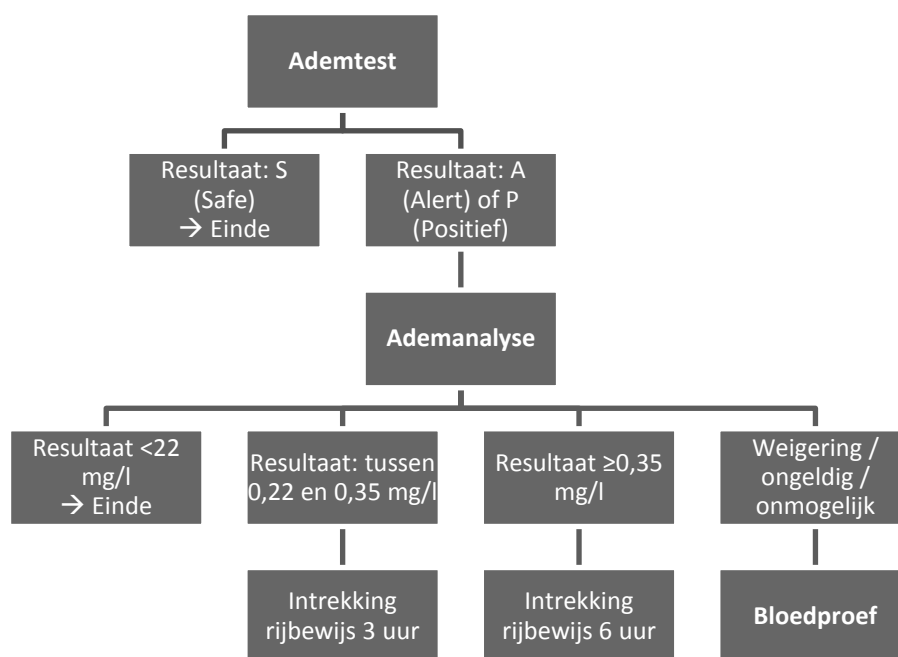 Ademtest
Resultaat: S
(Safe)
→ Einde
Resultaat: A
(Alert) of P
(Positief)
Ademanalyse
Resultaat <22
mg/l
→ Einde
Resultaat: tussen
0,22 en 0,35 mg/l
Resultaat ≥0,35
mg/l
Weigering /
ongeldig /
onmogelijk
Intrekking
rijbewijs 3 uur
Intrekking
rijbewijs 6 uur
Bloedproef